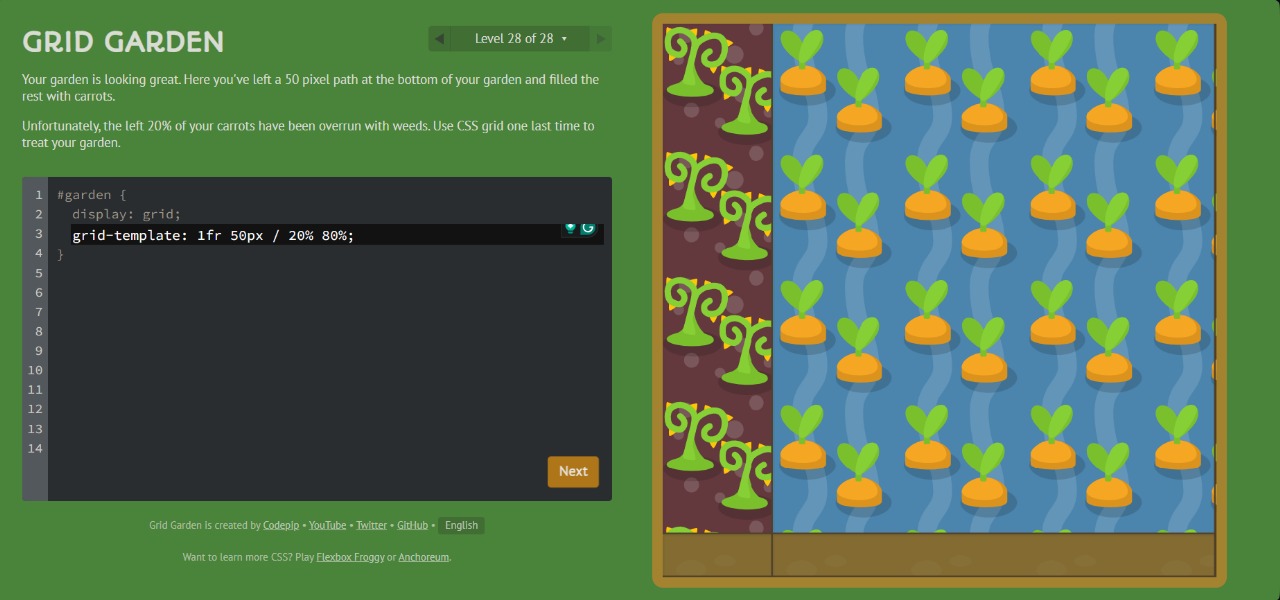 GRID GARDEN
◀ Level 28 of 28 ▾ ▶
Your garden is looking great. Here you've left a 50 pixel path at the bottom of your garden and filled the
rest with carrots.
Unfortunately, the left 20% of your carrots have been overrun with weeds. Use CSS grid one last time to
treat your garden.
1 #garden {
2 display: grid;
3 grid-template: 1fr 50px / 20% 80%;
4 }
5
6
7
8
9
10
11
12
13
14
Next
Grid Garden is created by Codepip • YouTube • Twitter • GitHub • English
Want to learn more CSS? Play Flexbox Froggy or Anchoreum.